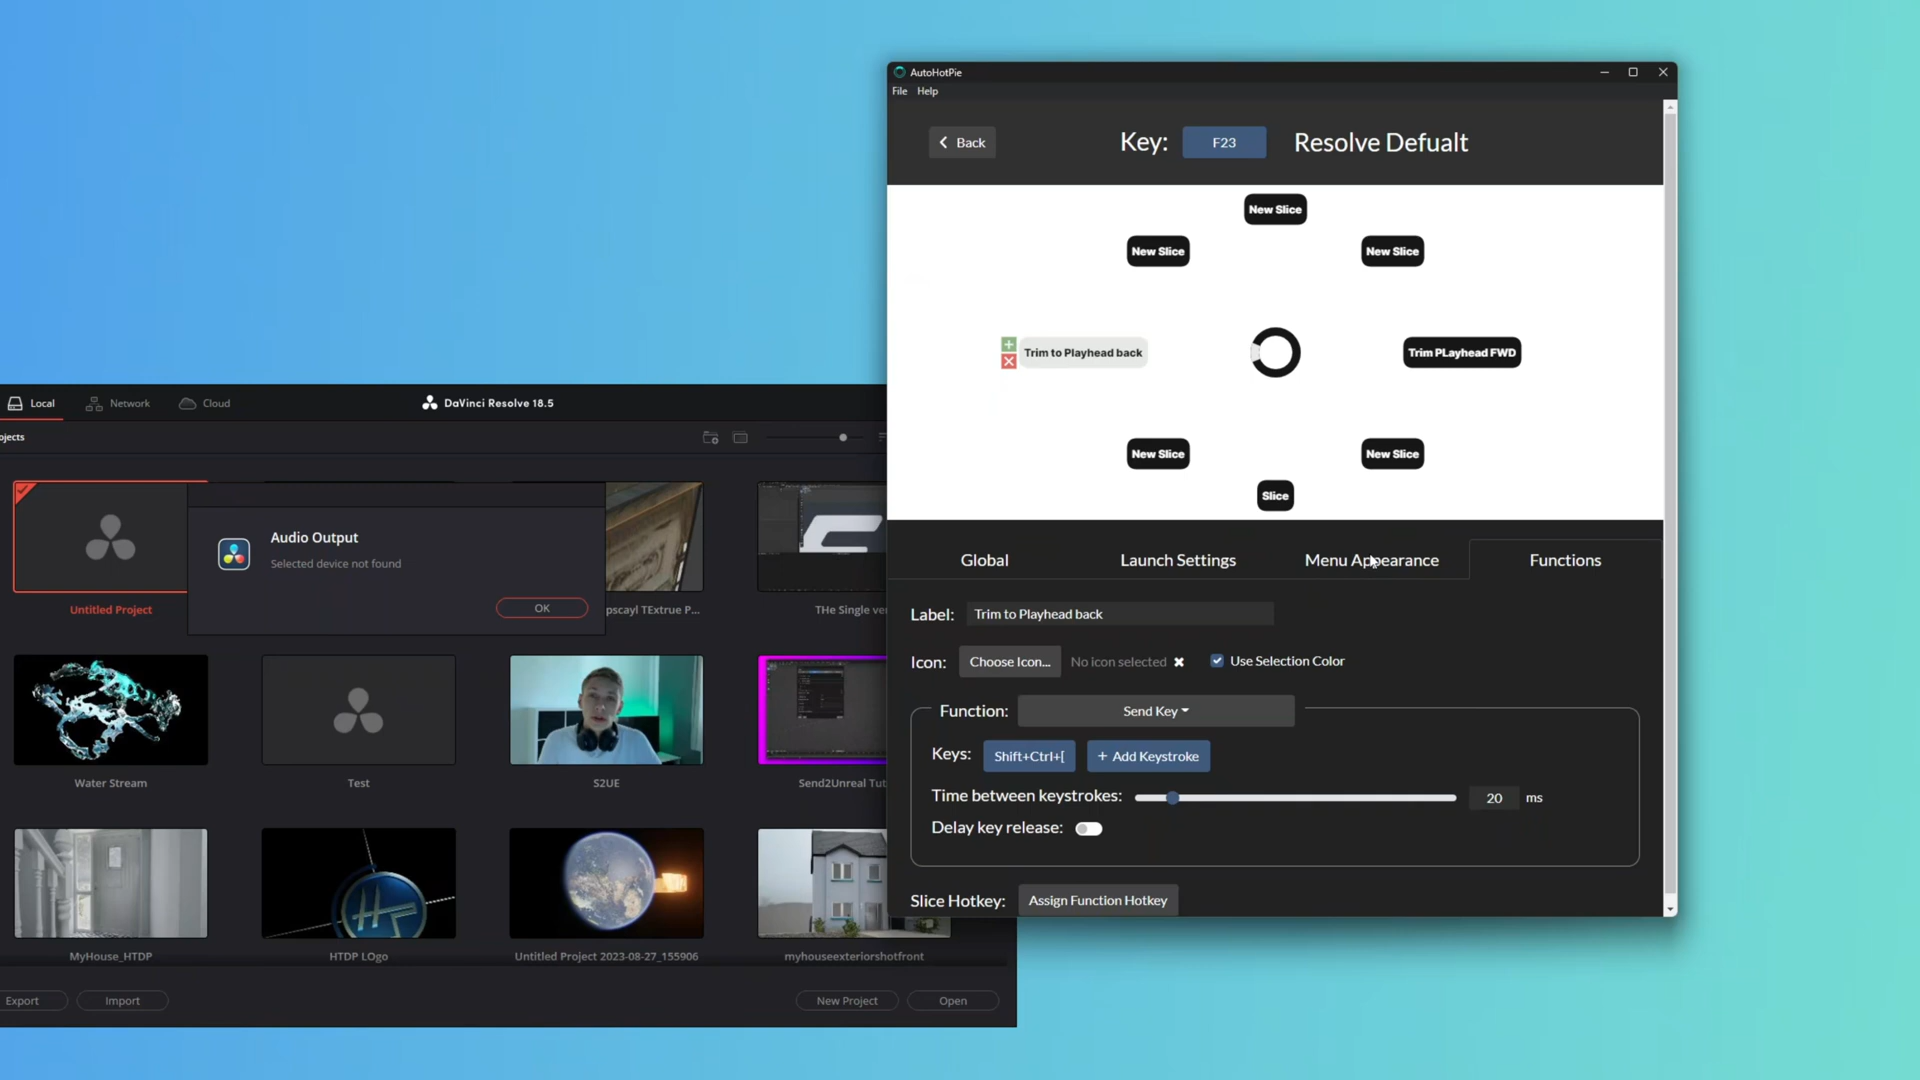 AutoHotPie
File Help
Back
Key: F23 Resolve Defualt
New Slice
New Slice
New Slice
Trim to Playhead back
Trim PLayhead FWD
New Slice
New Slice
Slice
Global Launch Settings Menu Appearance Functions
Label: Trim to Playhead back
Icon: Choose Icon... No icon selected Use Selection Color
Function: Send Key
Keys: Shift+Ctrl+[ + Add Keystroke
Time between keystrokes: 20 ms
Delay key release:
Slice Hotkey: Assign Function Hotkey
Local Network Cloud DaVinci Resolve 18.5
ojects
Audio Output
Selected device not found
OK
Untitled Project
pscayl TExtrue P...
THe Single ve
Water Stream
Test
S2UE
Send2Unreal Tut
MyHouse_HTDP
HTDP LOgo
Untitled Project 2023-08-27_155906
myhouseexteriorshotfront
Export Import New Project Open